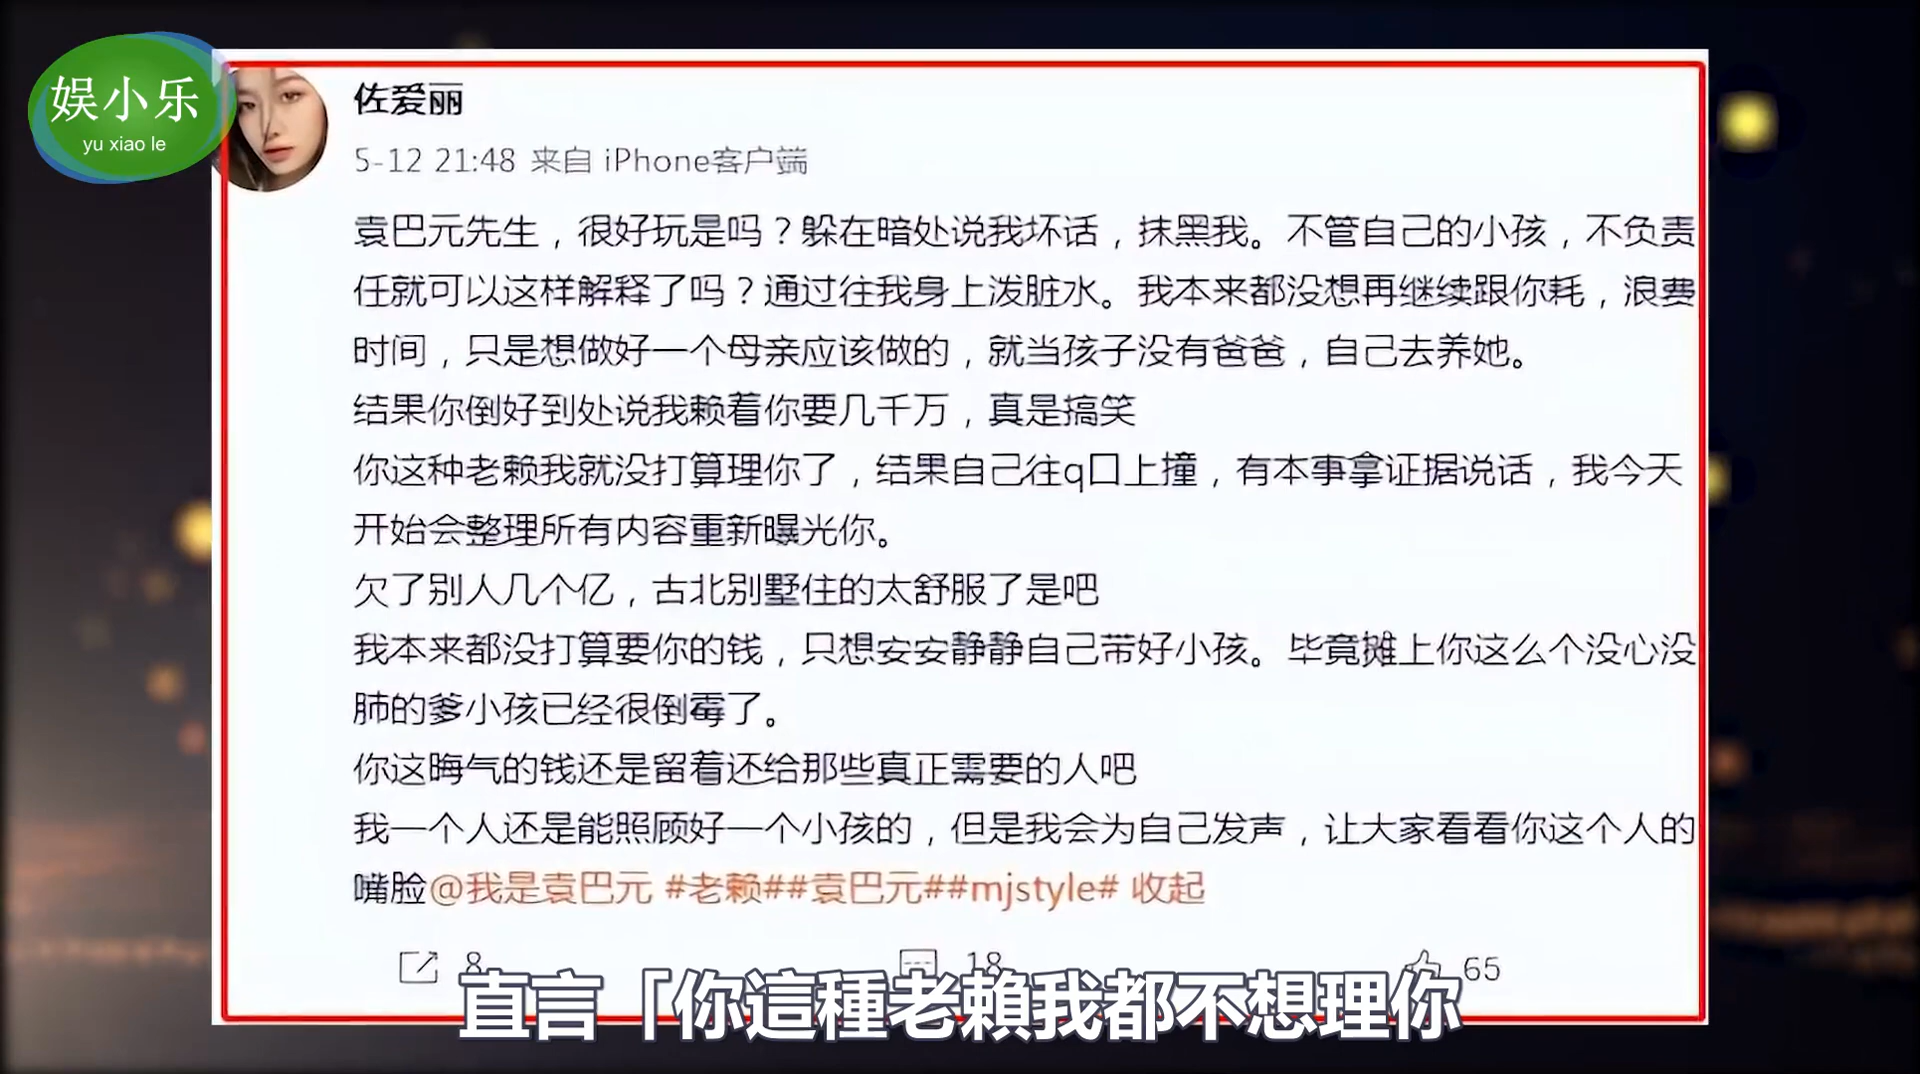 娱小乐
yu xiao le
佐爱丽
5-12 21:48 来自 iPhone客户端
袁巴元先生，很好玩是吗？躲在暗处说我坏话，抹黑我。不管自己的小孩，不负责
任就可以这样解释了吗？通过往我身上泼脏水。我本来都没想再继续跟你耗，浪费
时间，只是想做好一个母亲应该做的，就当孩子没有爸爸，自己去养她。
结果你倒好到处说我赖着你要几千万，真是搞笑
你这种老赖我就没打算理你了，结果自己往q口上撞，有本事拿证据说话，我今天
开始会整理所有内容重新曝光你。
欠了别人几个亿，古北别墅住的太舒服了是吧
我本来都没打算要你的钱，只想安安静静自己带好小孩。毕竟摊上你这么个没心没
肺的爹小孩已经很倒霉了。
你这晦气的钱还是留着还给那些真正需要的人吧
我一个人还是能照顾好一个小孩的，但是我会为自己发声，让大家看看你这个人的
嘴脸@我是袁巴元 #老赖##袁巴元##mjstyle# 收起
8 18 65
直言「你這種老賴我都不想理你